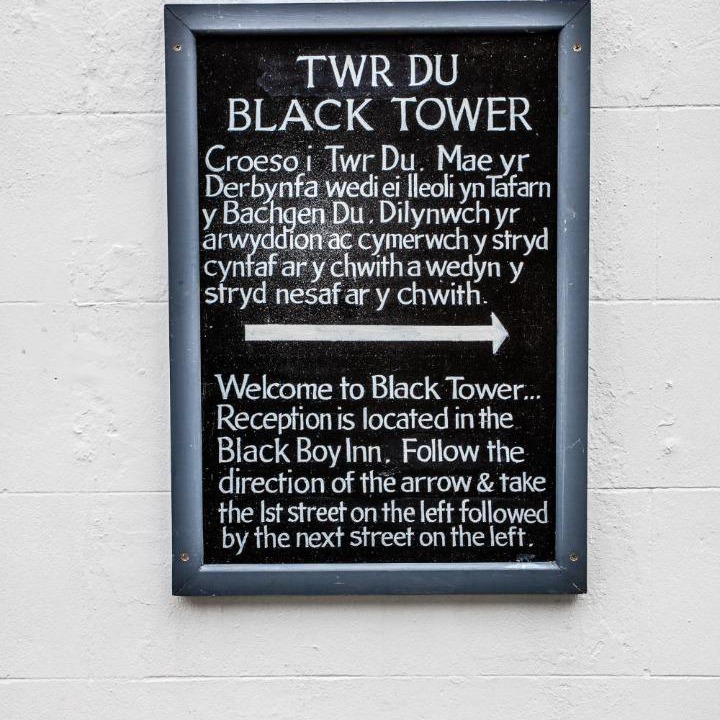 TWR DU
BLACK TOWER
Croeso i Twr Du. Mae yr
Derbynfa wedi ei lleoli yn Tafarn
y Bachgen Du. Dilynwch yr
arwyddion ac cymerwch y stryd
cyntaf ar y chwith a wedyn y
stryd nesaf ar y chwith.
Welcome to Black Tower...
Reception is located in the
Black Boy Inn. Follow the
direction of the arrow & take
the 1st street on the left followed
by the next street on the left.